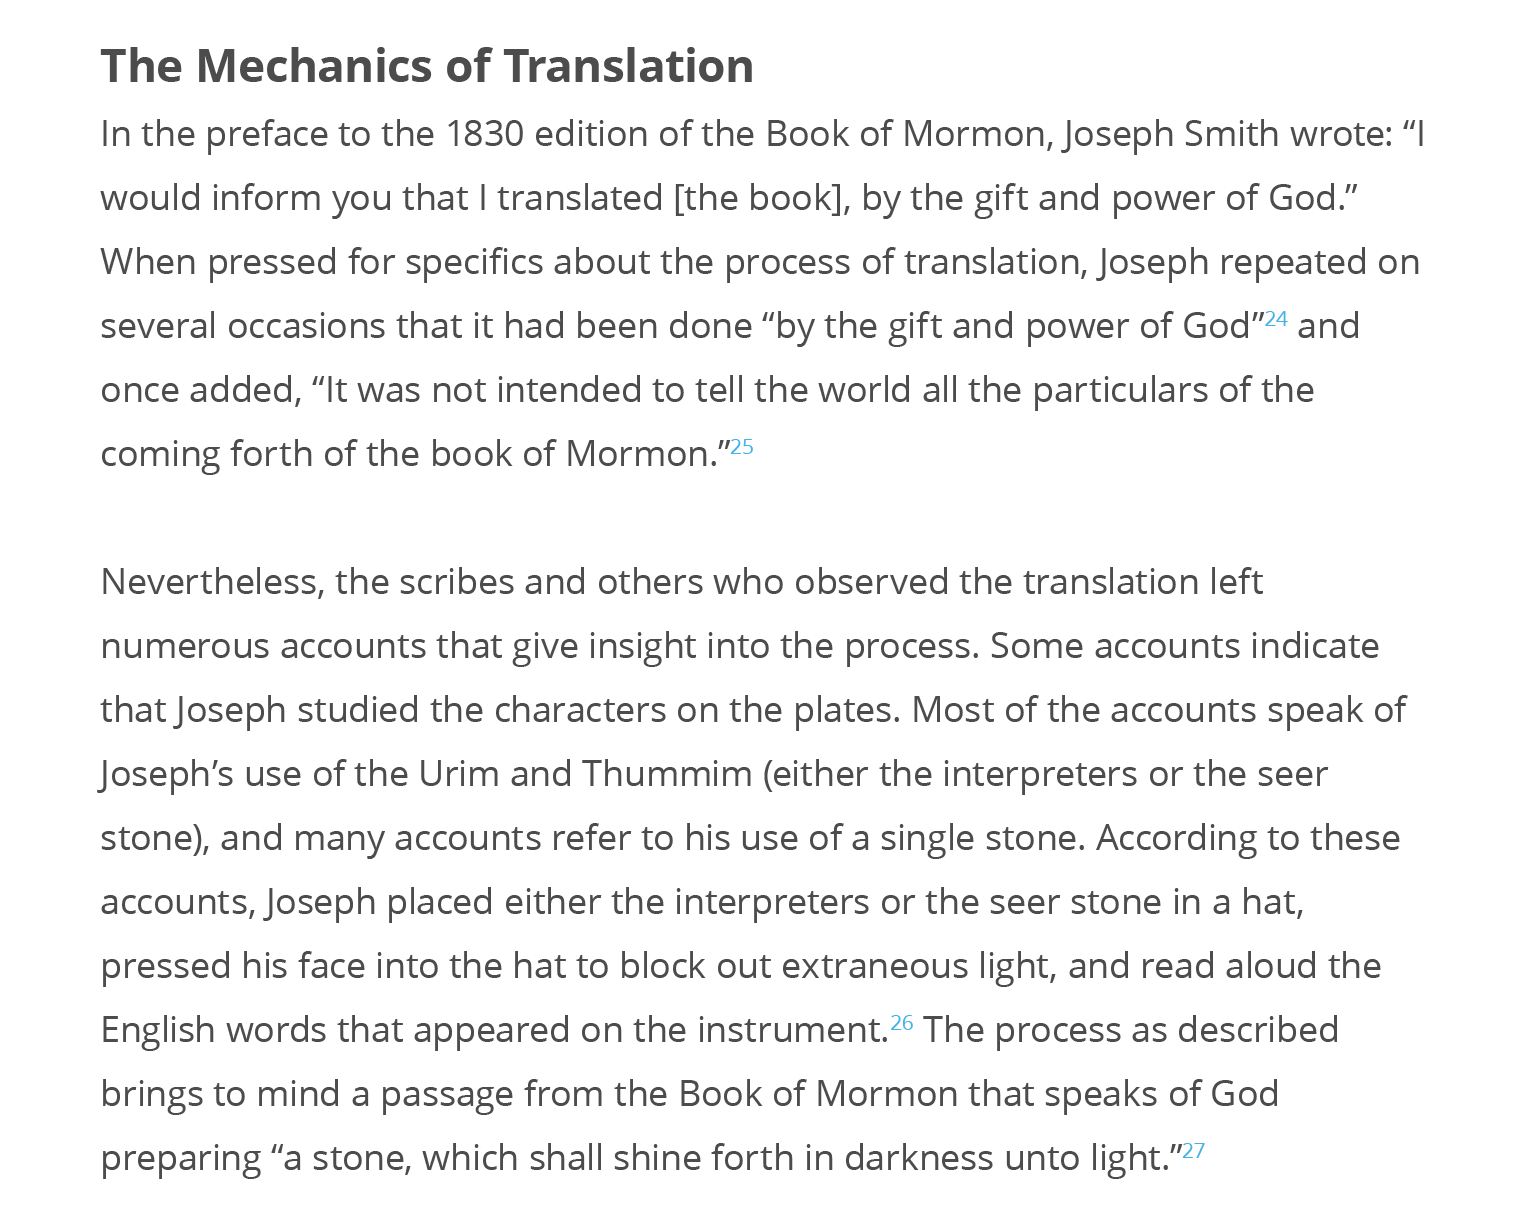 The Mechanics of Translation
In the preface to the 1830 edition of the Book of Mormon, Joseph Smith wrote: “I
would inform you that I translated [the book], by the gift and power of God.”
When pressed for specifics about the process of translation, Joseph repeated on
several occasions that it had been done “by the gift and power of God”24 and
once added, “It was not intended to tell the world all the particulars of the
coming forth of the book of Mormon.”25
Nevertheless, the scribes and others who observed the translation left
numerous accounts that give insight into the process. Some accounts indicate
that Joseph studied the characters on the plates. Most of the accounts speak of
Joseph’s use of the Urim and Thummim (either the interpreters or the seer
stone), and many accounts refer to his use of a single stone. According to these
accounts, Joseph placed either the interpreters or the seer stone in a hat,
pressed his face into the hat to block out extraneous light, and read aloud the
English words that appeared on the instrument.26 The process as described
brings to mind a passage from the Book of Mormon that speaks of God
preparing “a stone, which shall shine forth in darkness unto light.”27